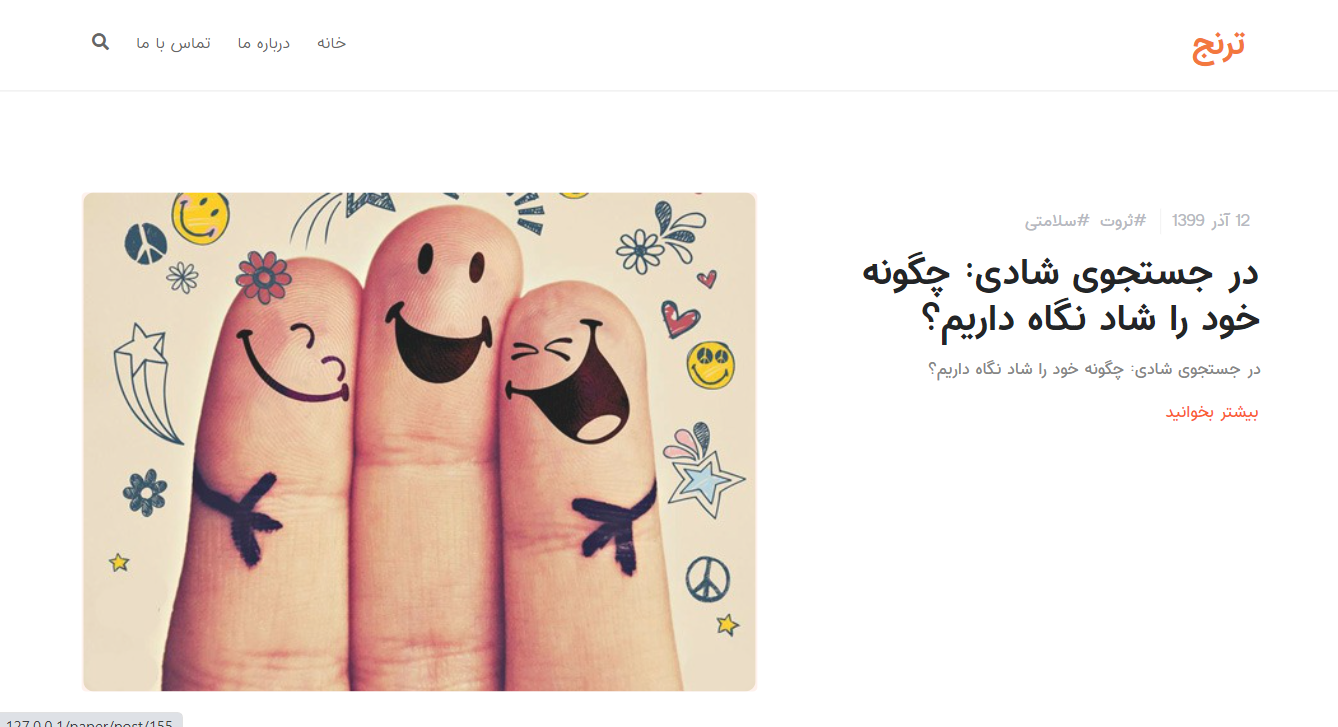 ترنج
خانه
درباره ما
تماس با ما
12 آذر 1399
#ثروت #سلامتی
در جستجوی شادی: چگونه
خود را شاد نگاه داریم؟
در جستجوی شادی: چگونه خود را شاد نگاه داریم؟
بیشتر بخوانید
127.0.0.1/paper/post/155